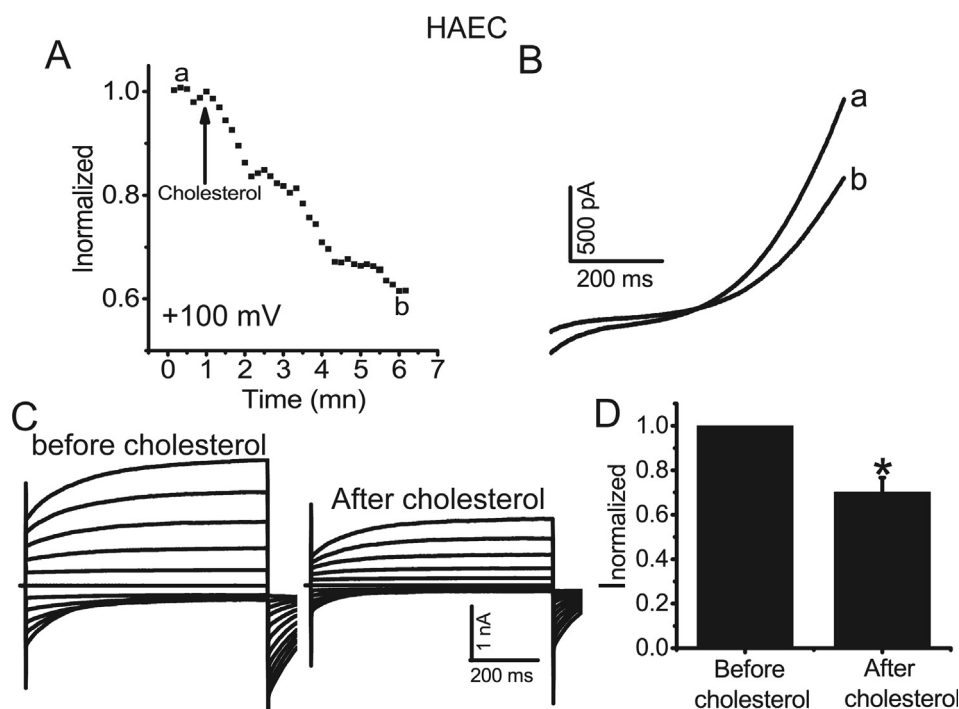 HAEC
A
a
1.0
0.8
0.6
Inormalized
Cholesterol
+100 mV
b
0 1 2 3 4 5 6 7
Time (mn)
B
a
b
500 pA
200 ms
C
before cholesterol
After cholesterol
1 nA
200 ms
D
1.0
0.8
0.6
0.4
0.2
0.0
Inormalized
*
Before
cholesterol
After
cholesterol